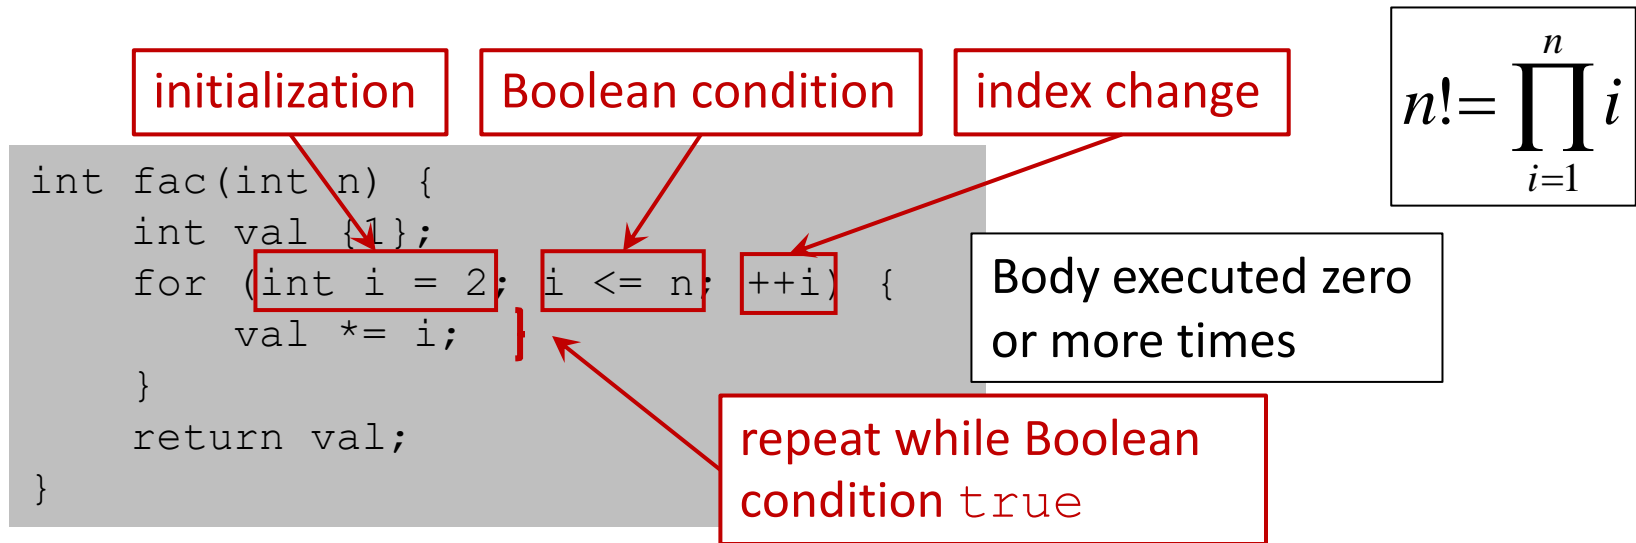 initialization
Boolean condition
index change
n!=∏i
n
i=1
int fac(int n) {
int val {1};
for (int i = 2; i <= n; ++i) {
val *= i;
}
return val;
}
Body executed zero
or more times
repeat while Boolean
condition true